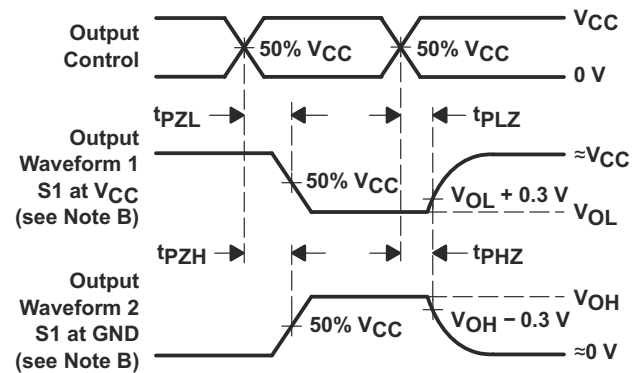 Output
Control
50% VCC
50% VCC
VCC
0 V
tPZL
tPLZ
Output
Waveform 1
S1 at VCC
(see Note B)
50% VCC
≈VCC
VOL + 0.3 V
VOL
tPZH
tPHZ
Output
Waveform 2
S1 at GND
(see Note B)
50% VCC
VOH
VOH − 0.3 V
≈0 V